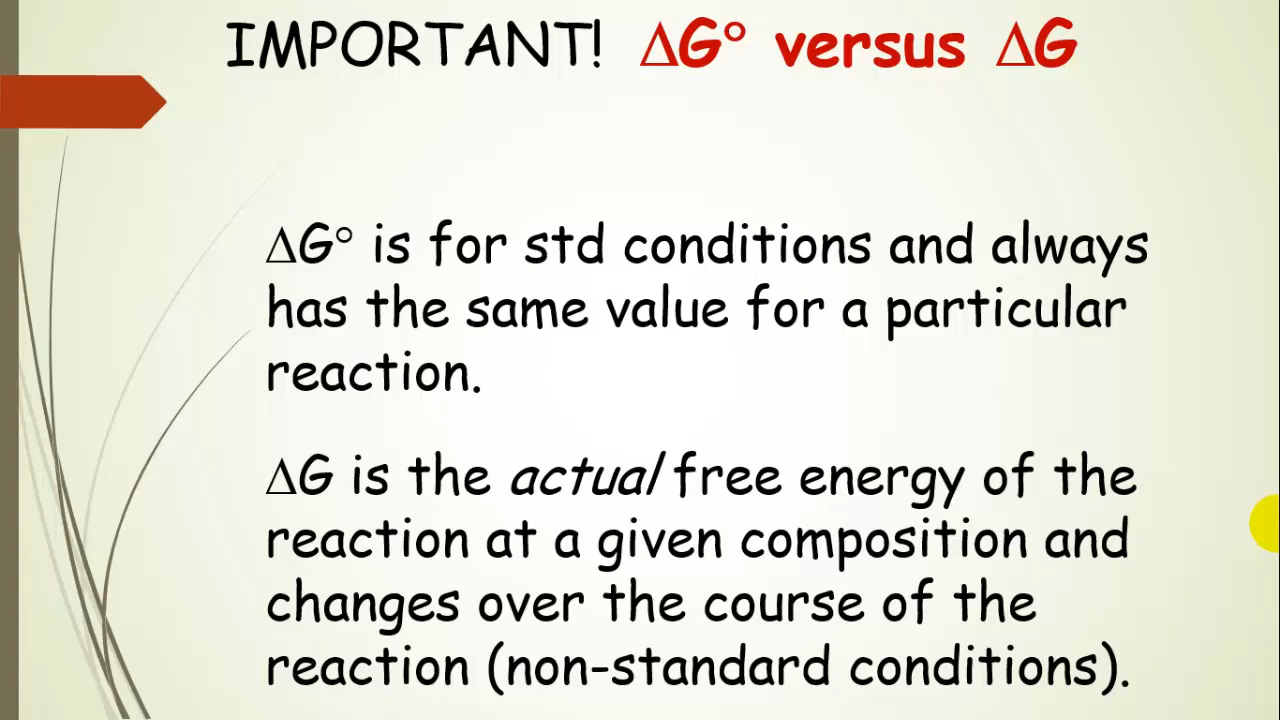 IMPORTANT! ΔG° versus ΔG
ΔG° is for std conditions and always
has the same value for a particular
reaction.
ΔG is the actual free energy of the
reaction at a given composition and
changes over the course of the
reaction (non-standard conditions).